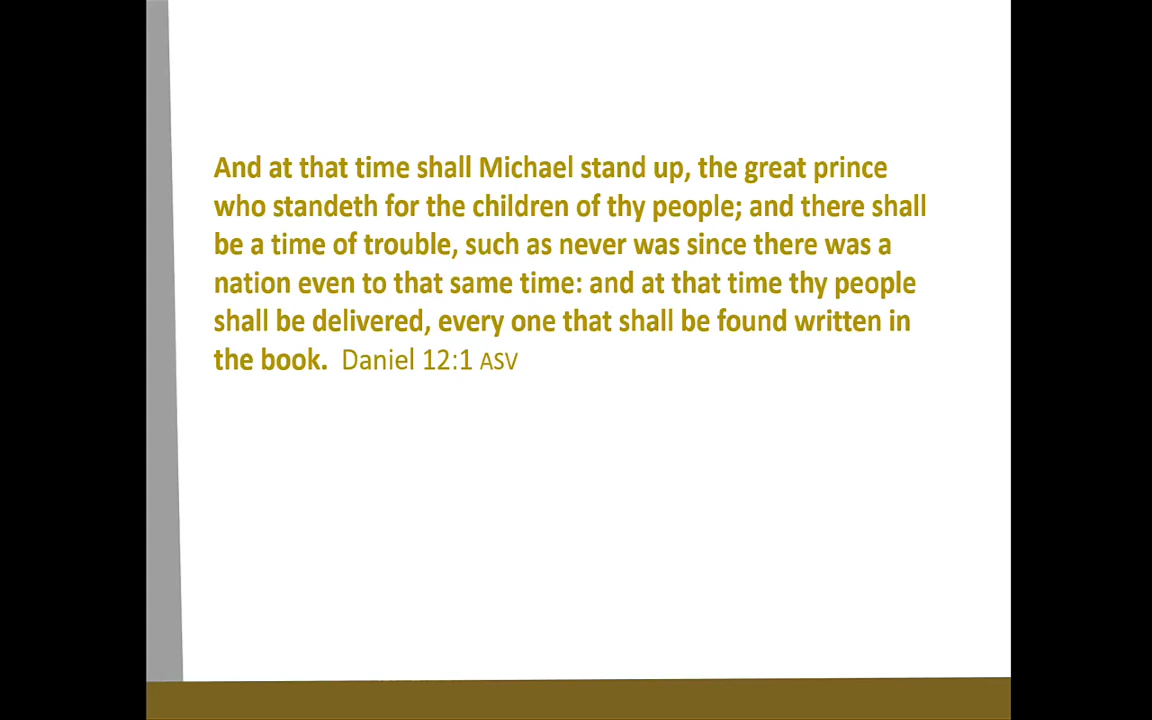 And at that time shall Michael stand up, the great prince
who standeth for the children of thy people; and there shall
be a time of trouble, such as never was since there was a
nation even to that same time: and at that time thy people
shall be delivered, every one that shall be found written in
the book. Daniel 12:1 ASV